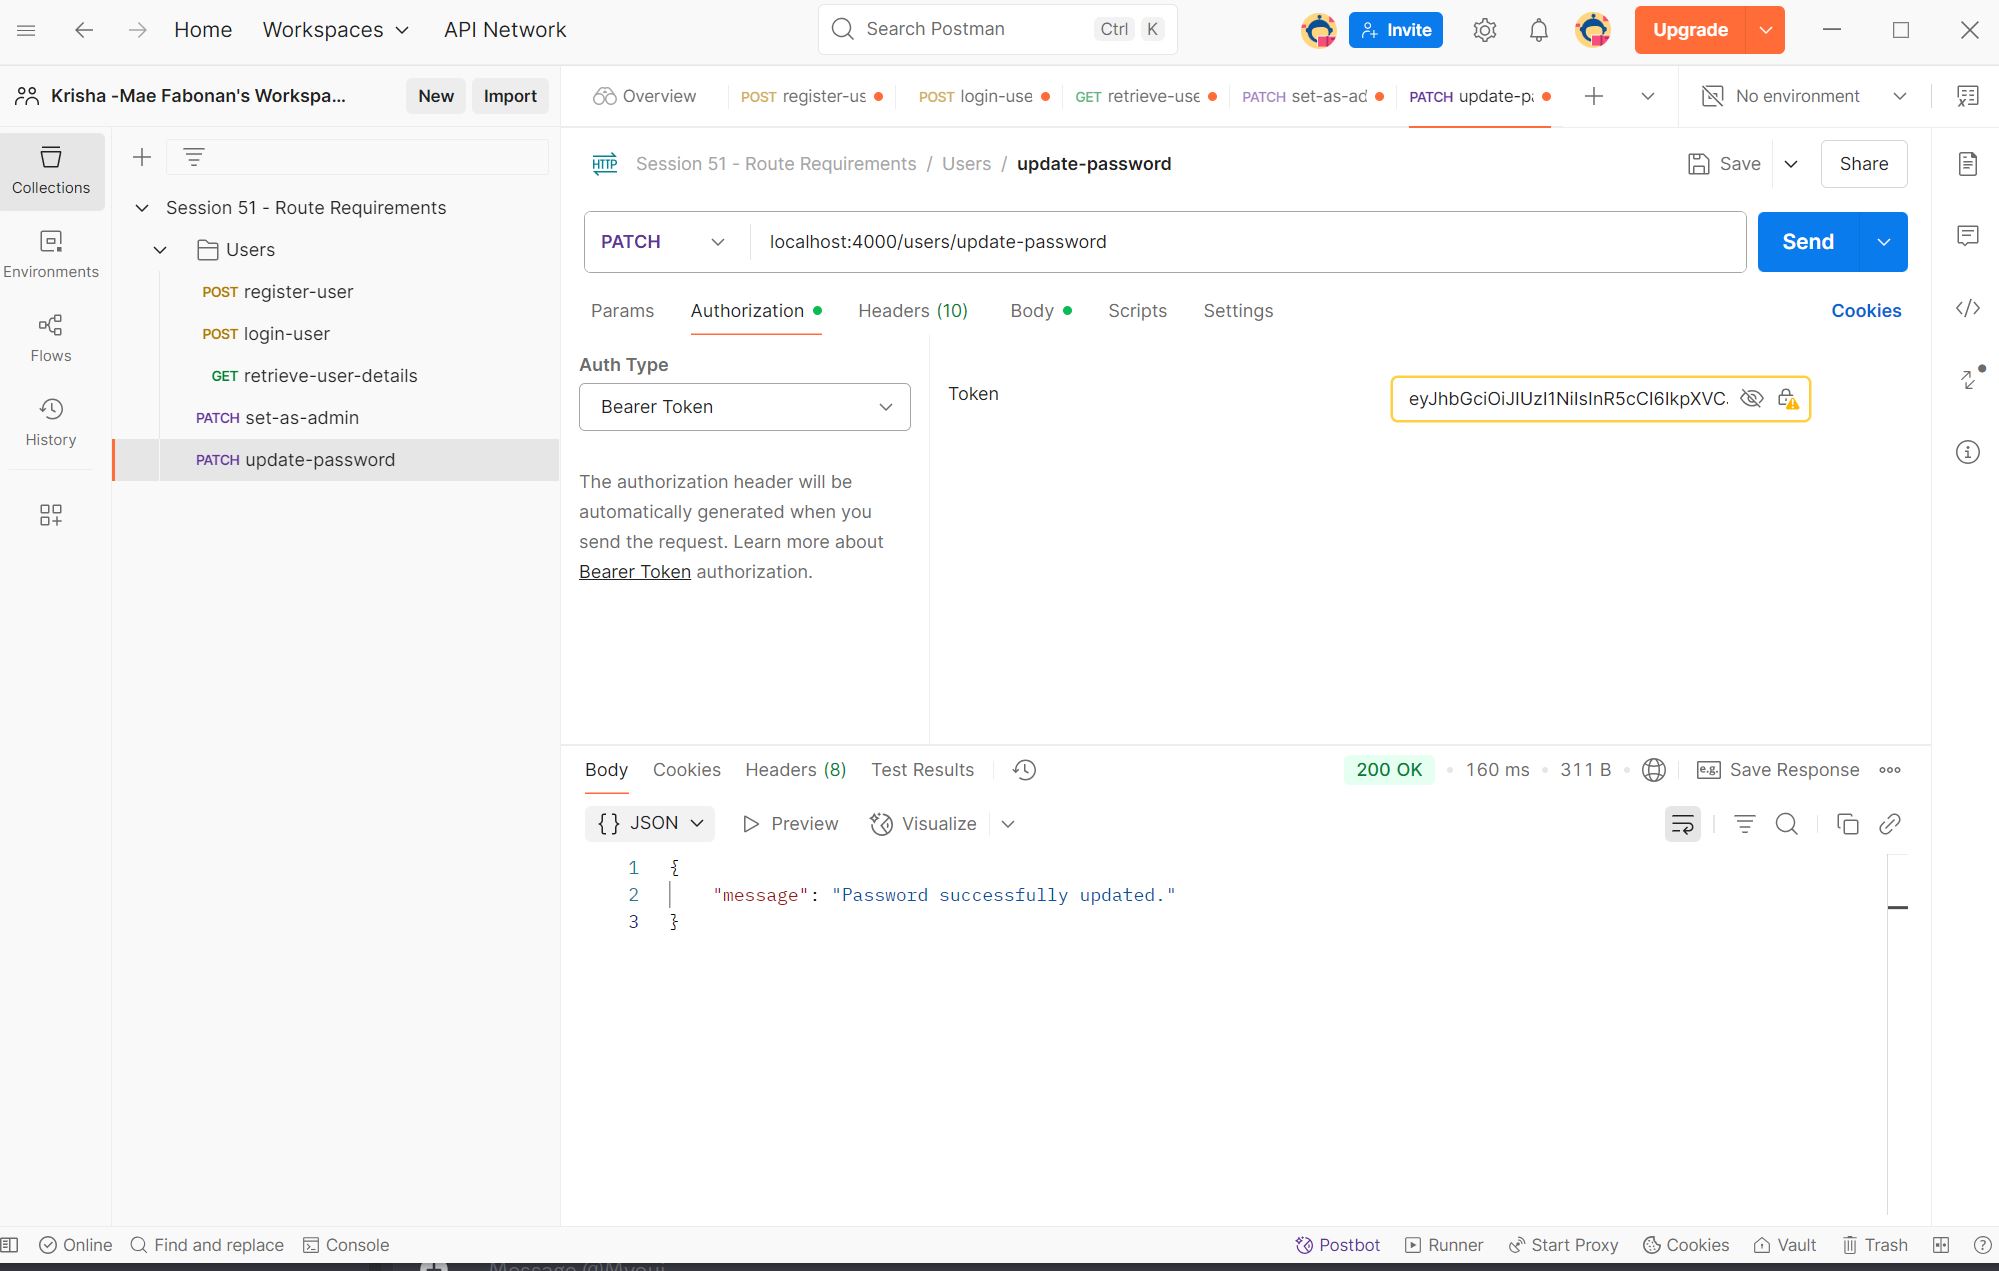 Home
Workspaces
API Network
Search Postman
Ctrl K
Invite
Upgrade
Krisha -Mae Fabonan's Workspa...
New
Import
Overview
POST register-us
POST login-use
GET retrieve-use
PATCH set-as-ad
PATCH update-pa
No environment
Collections
Environments
Flows
History
Session 51 - Route Requirements
Users
POST register-user
POST login-user
GET retrieve-user-details
PATCH set-as-admin
PATCH update-password
HTTP Session 51 - Route Requirements / Users / update-password
Save
Share
PATCH
localhost:4000/users/update-password
Send
Params
Authorization
Headers (10)
Body
Scripts
Settings
Cookies
Auth Type
Bearer Token
The authorization header will be
automatically generated when you
send the request. Learn more about
Bearer Token authorization.
Token
eyJhbGciOiJIUzI1NiIsInR5cCI6IkpXVC.
Body
Cookies
Headers (8)
Test Results
200 OK
160 ms
311 B
e.g. Save Response
{} JSON
Preview
Visualize
1 {
2 "message": "Password successfully updated."
3 }
Online
Find and replace
Console
Postbot
Runner
Start Proxy
Cookies
Vault
Trash